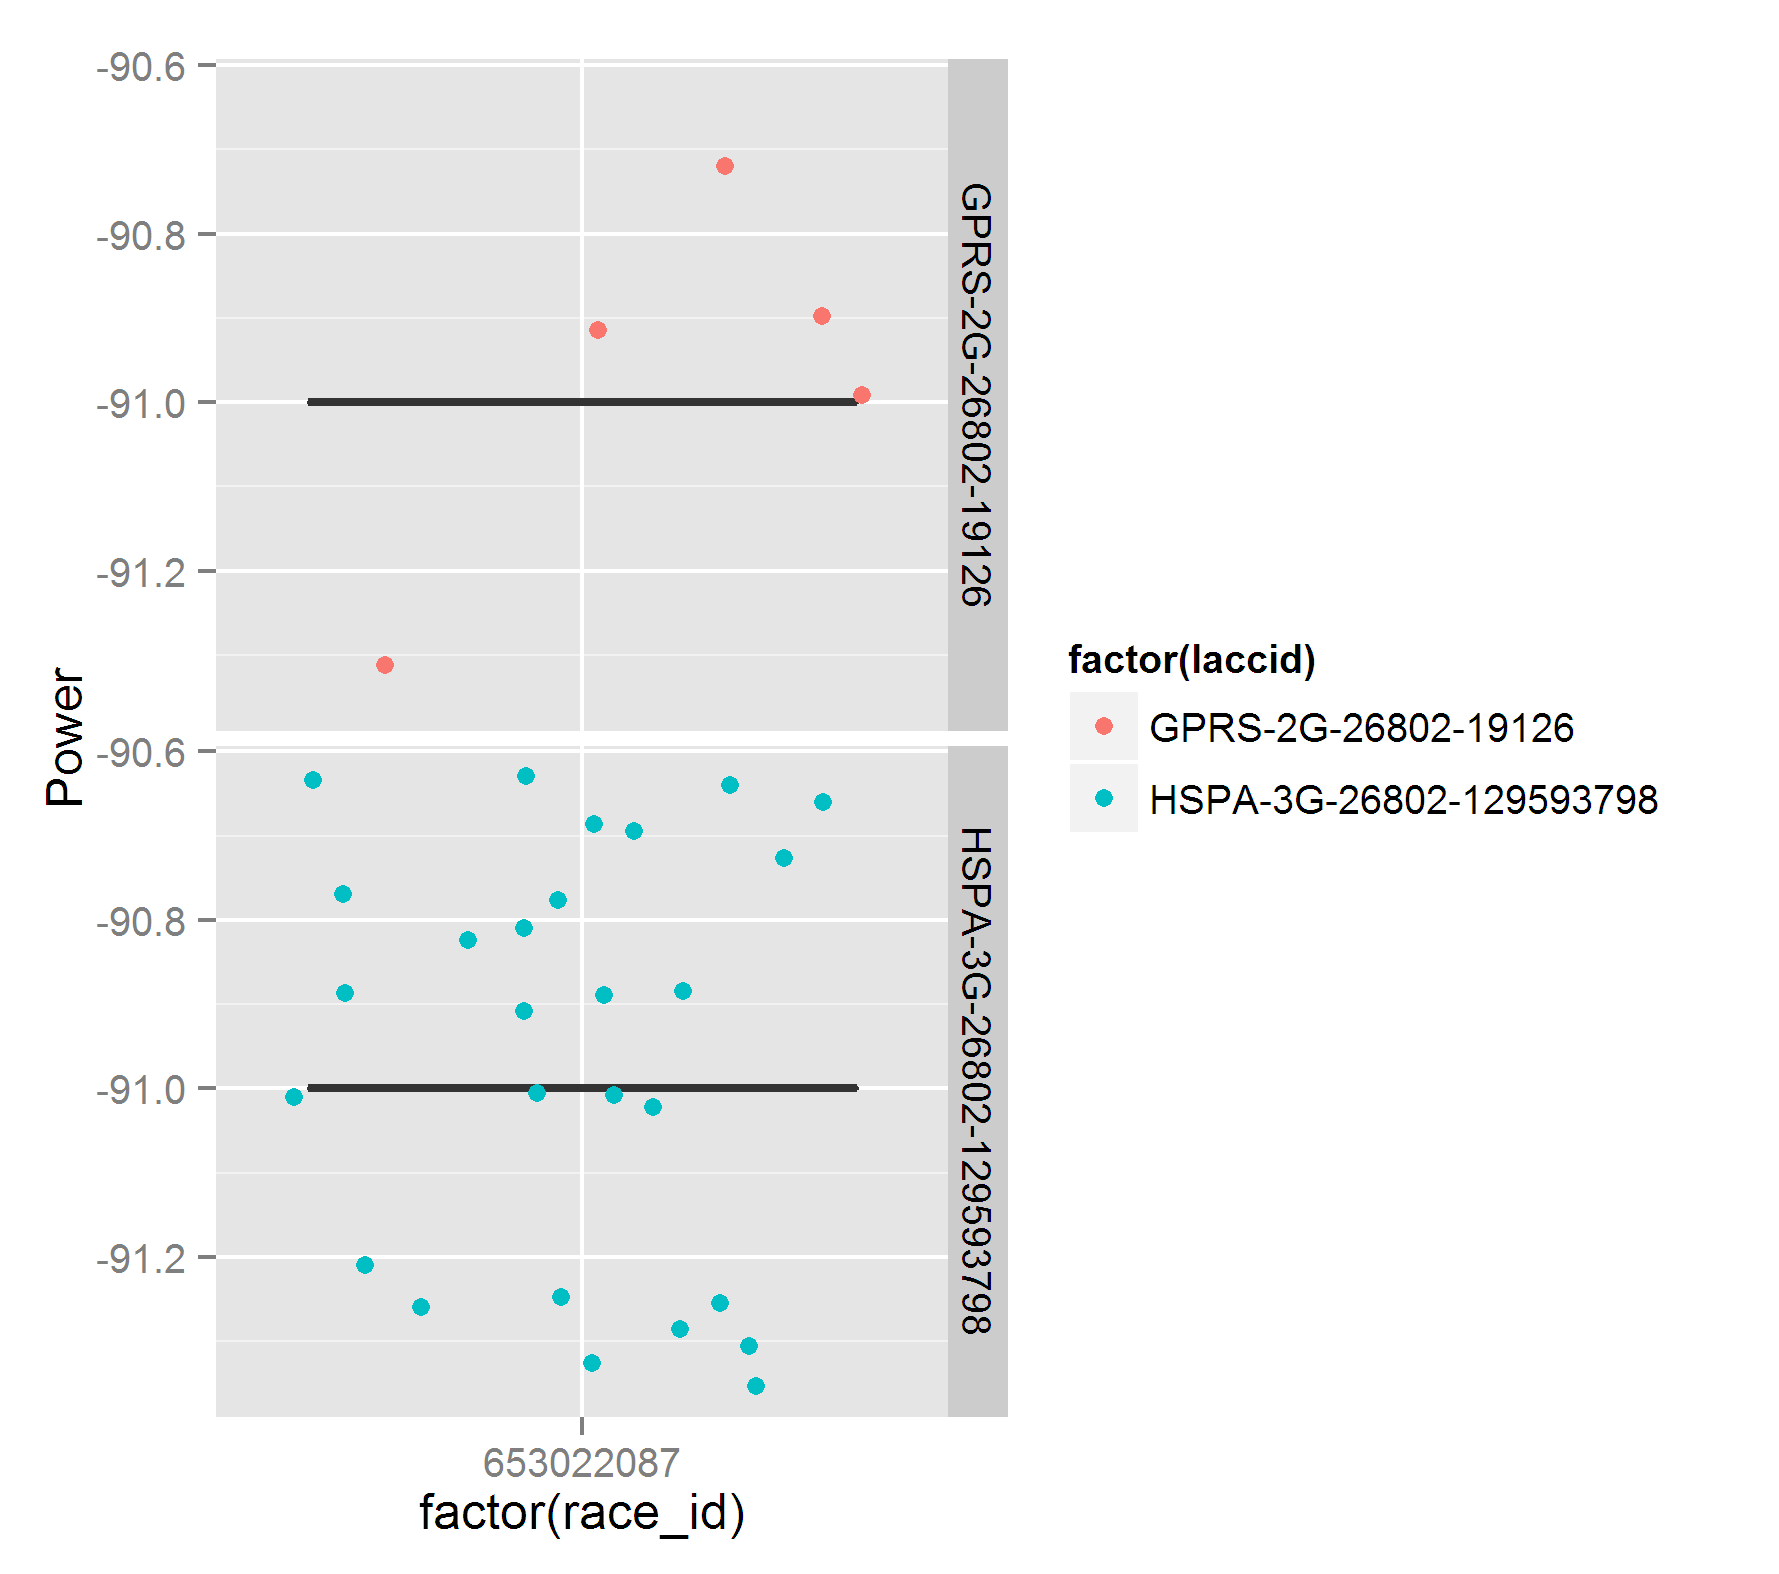 Power
-90.6
-90.8
-91.0
-91.2
GPRS-2G-26802-19126
-90.6
-90.8
-91.0
-91.2
HSPA-3G-26802-129593798
653022087
factor(race_id)
factor(laccid)
GPRS-2G-26802-19126
HSPA-3G-26802-129593798